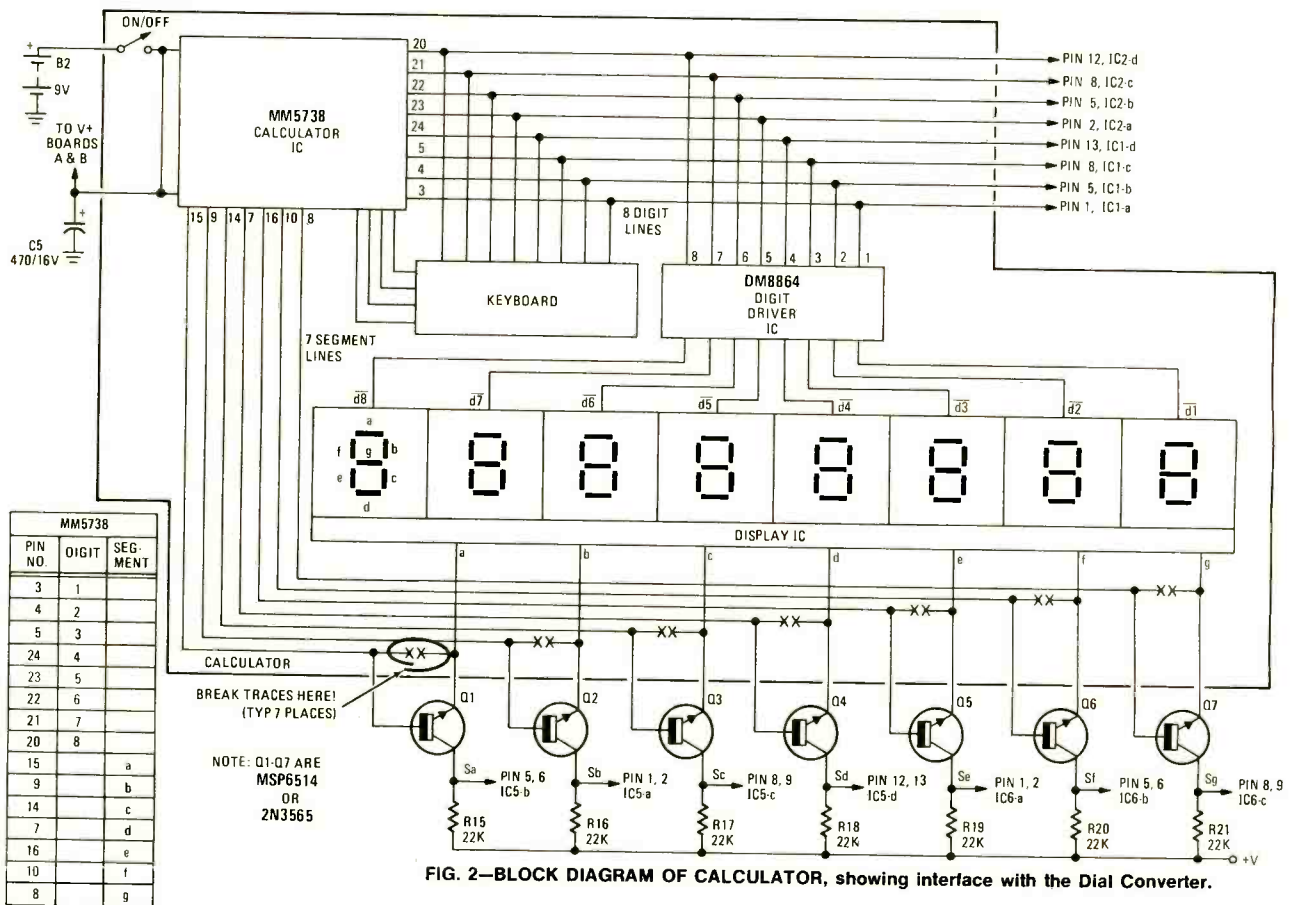 ON/OFF
+
B2
9V
TO V+
BOARDS
A & B
+
C5
470/16V
MM5738
CALCULATOR
IC
20
21
22
23
24
5
4
3
PIN 12, IC2-d
PIN 8, IC2-c
PIN 5, IC2-b
PIN 2, IC2-a
PIN 13, IC1-d
PIN 8, IC1-c
PIN 5, IC1-b
PIN 1, IC1-a
15 9 14 7 16 10 8
8 DIGIT
LINES
8 7 6 5 4 3 2 1
KEYBOARD
DM8864
DIGIT
DRIVER
IC
7 SEGMENT
LINES
d8 d7 d6 d5 d4 d3 d2 d1
a
f g b
e c
d
DISPLAY IC
a b c d e f g
XX XX XX XX XX XX XX
CALCULATOR
BREAK TRACES HERE!
(TYP 7 PLACES)
NOTE: Q1-Q7 ARE
MSP6514
OR
2N3565
Q1 Q2 Q3 Q4 Q5 Q6 Q7
Sa PIN 5, 6
IC5-b
Sb PIN 1, 2
IC5-a
Sc PIN 8, 9
IC5-c
Sd PIN 12, 13
IC5-d
Se PIN 1, 2
IC6-a
Sf PIN 5, 6
IC6-b
Sg PIN 8, 9
IC6-c
R15
22K
R16
22K
R17
22K
R18
22K
R19
22K
R20
22K
R21
22K
+V
MM5738
PIN NO. DIGIT SEG-MENT
3 1
4 2
5 3
24 4
23 5
22 6
21 7
20 8
15 a
9 b
14 c
7 d
16 e
10 f
8 g
FIG. 2—BLOCK DIAGRAM OF CALCULATOR, showing interface with the Dial Converter.